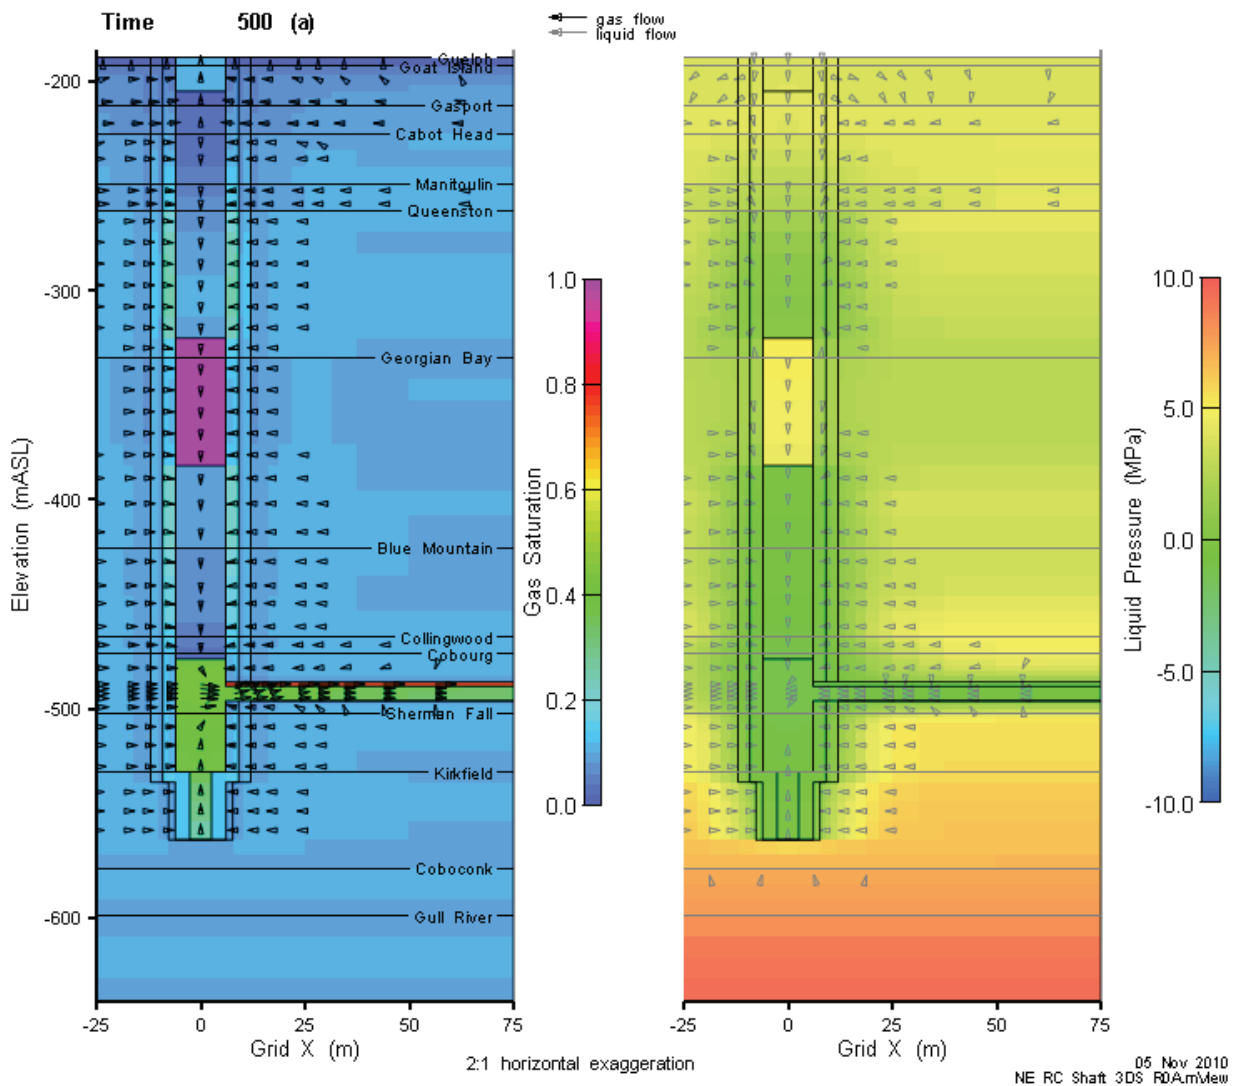 Time 500 (a)
gas flow
liquid flow
Guelph
Goat Island
Gasport
Cabot Head
Manitoulin
Queenston
Georgian Bay
Blue Mountain
Collingwood
Cobourg
Sherman Fall
Kirkfield
Coboconk
Gull River
-200
-300
-400
-500
-600
Elevation (mASL)
-25 0 25 50 75
Grid X (m)
1.0
0.8
0.6
0.4
0.2
0.0
Gas Saturation
-25 0 25 50 75
Grid X (m)
10.0
5.0
0.0
-5.0
-10.0
Liquid Pressure (MPa)
2:1 horizontal exaggeration
05 Nov 2010
NE RC Shaft 3DS